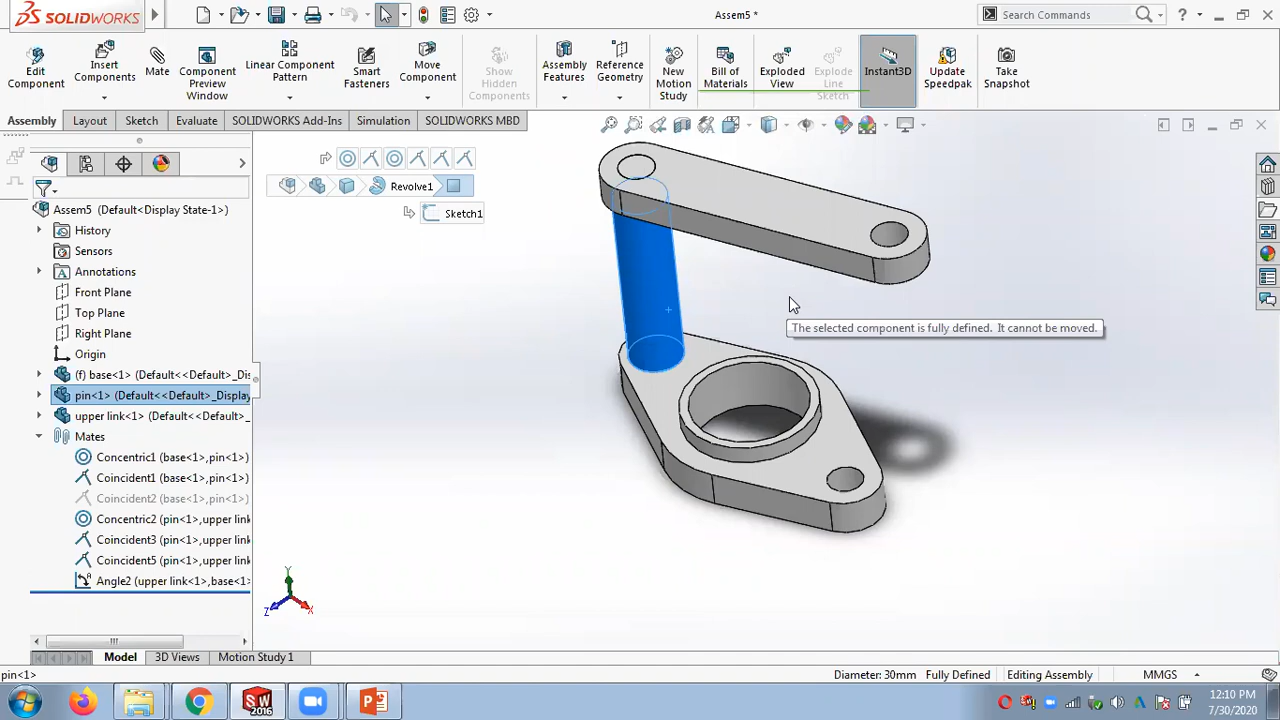 SOLIDWORKS
Assem5 *
Search Commands
?
Edit Component
Insert Components
Mate
Component Preview Window
Linear Component Pattern
Smart Fasteners
Move Component
Show Hidden Components
Assembly Features
Reference Geometry
New Motion Study
Bill of Materials
Exploded View
Explode Line Sketch
Instant3D
Update Speedpak
Take Snapshot
Assembly
Layout
Sketch
Evaluate
SOLIDWORKS Add-Ins
Simulation
SOLIDWORKS MBD
Revolve1
Sketch1
Assem5 (Default<Display State-1>)
History
Sensors
Annotations
Front Plane
Top Plane
Right Plane
Origin
(f) base<1> (Default<<Default>_Dis
pin<1> (Default<<Default>_Display
upper link<1> (Default<<Default>_
Mates
Concentric1 (base<1>,pin<1>)
Coincident1 (base<1>,pin<1>)
Coincident2 (base<1>,pin<1>)
Concentric2 (pin<1>,upper link
Coincident3 (pin<1>,upper link
Coincident5 (pin<1>,upper link
Angle2 (upper link<1>,base<1>
The selected component is fully defined. It cannot be moved.
Y
Z
X
Model
3D Views
Motion Study 1
pin<1>
Diameter: 30mm
Fully Defined
Editing Assembly
MMGS
SW
2016
12:10 PM
7/30/2020